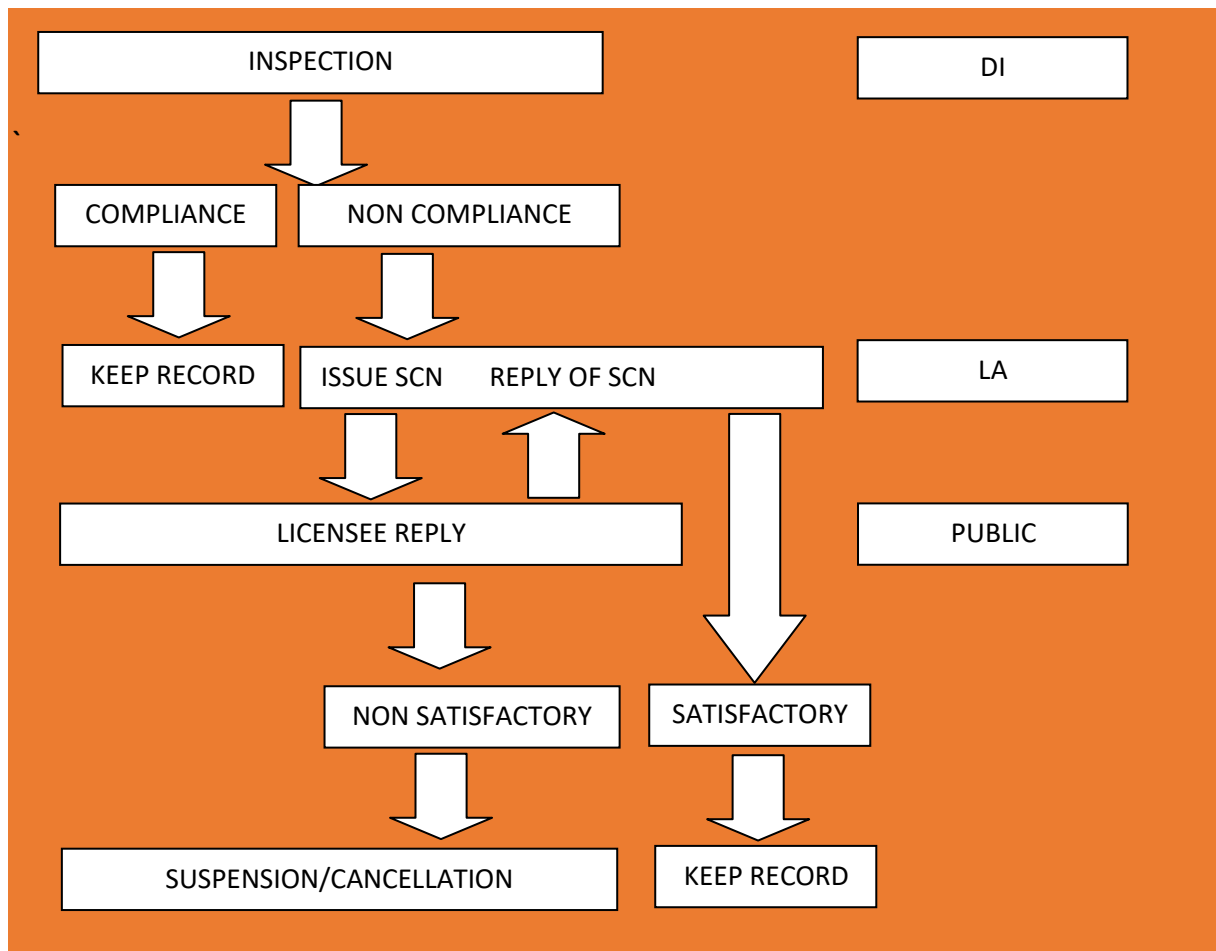 INSPECTION
DI
`
COMPLIANCE
NON COMPLIANCE
KEEP RECORD
ISSUE SCN REPLY OF SCN
LA
LICENSEE REPLY
PUBLIC
NON SATISFACTORY
SATISFACTORY
SUSPENSION/CANCELLATION
KEEP RECORD